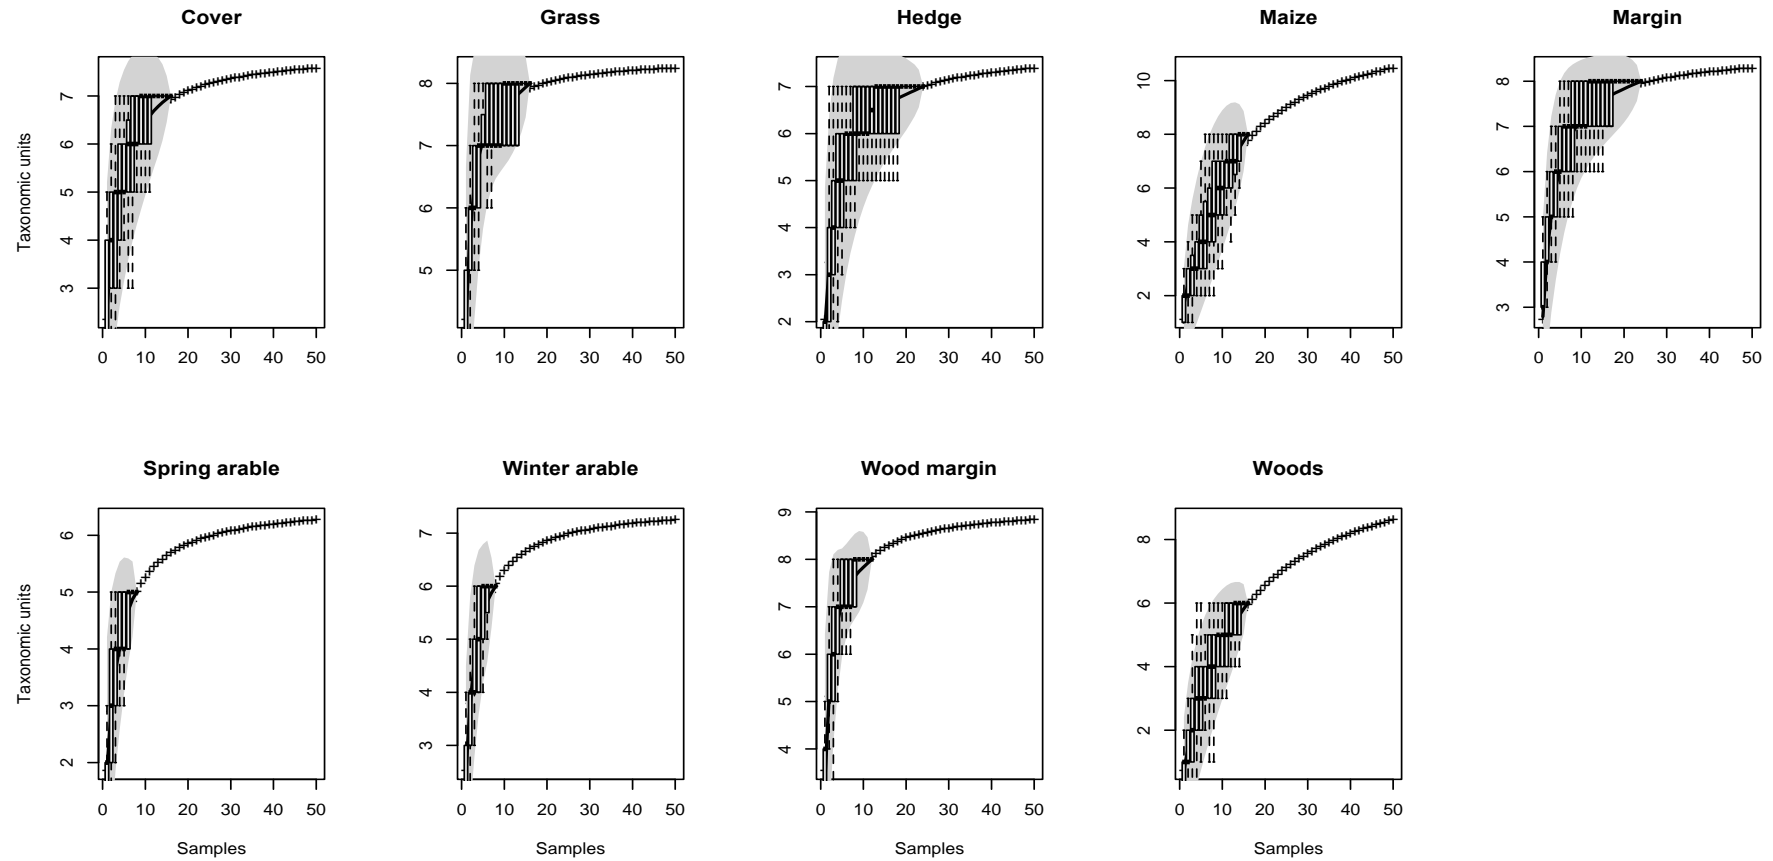 Cover Grass Hedge Maize Margin
Taxonomic units
3 4 5 6 7
0 10 20 30 40 50
5 6 7 8
0 10 20 30 40 50
2 3 4 5 6 7
0 10 20 30 40 50
2 4 6 8 10
0 10 20 30 40 50
3 4 5 6 7 8
0 10 20 30 40 50
Spring arable Winter arable Wood margin Woods
Taxonomic units
2 3 4 5 6
0 10 20 30 40 50
3 4 5 6 7
0 10 20 30 40 50
4 5 6 7 8 9
0 10 20 30 40 50
2 4 6 8
0 10 20 30 40 50
Samples Samples Samples Samples